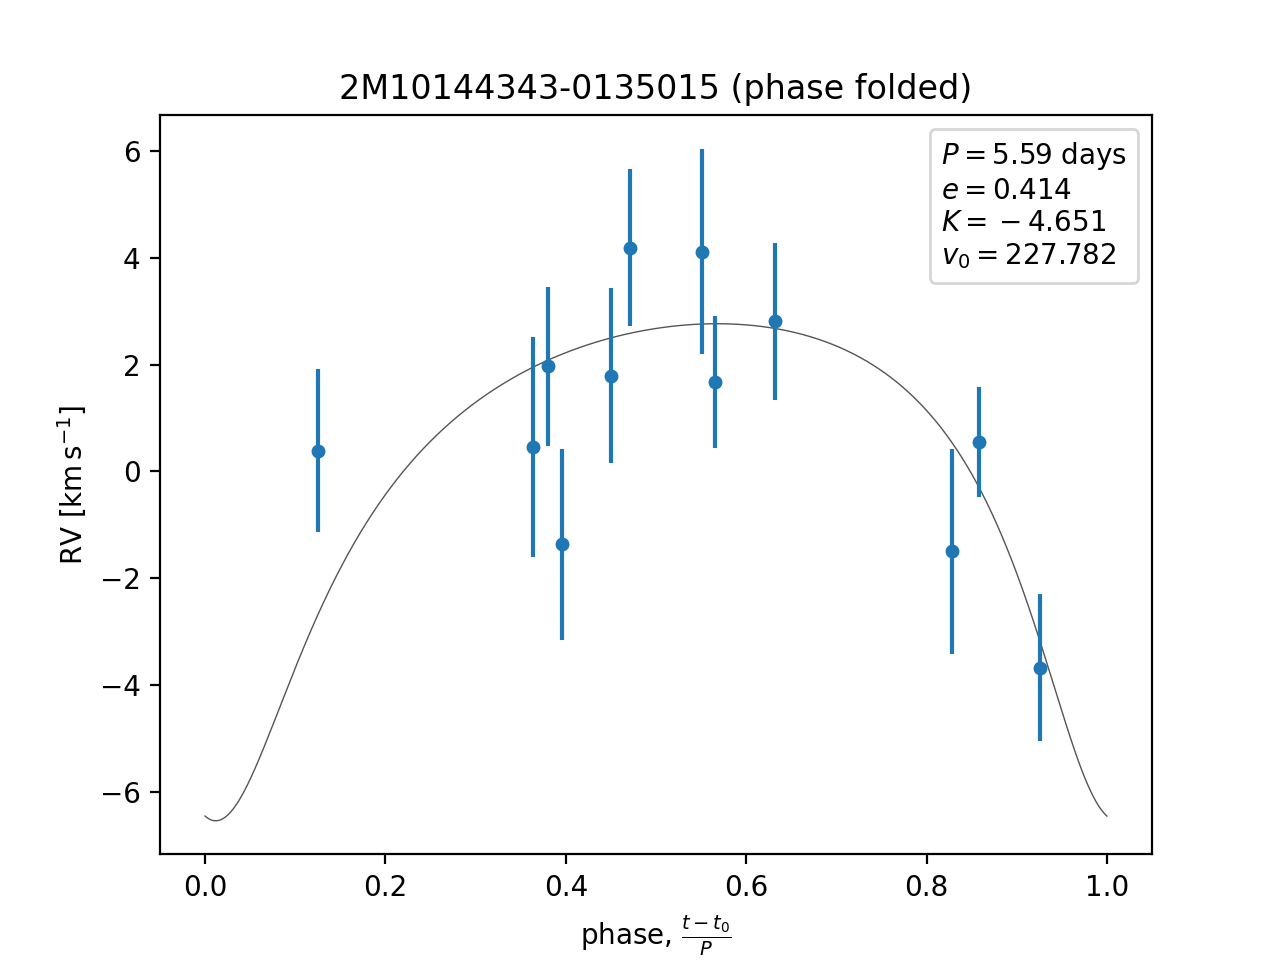 2M10144343-0135015 (phase folded)
P = 5.59 days
e = 0.414
K = −4.651
v₀ = 227.782
RV [km s⁻¹]
6
4
2
0
−2
−4
−6
0.0 0.2 0.4 0.6 0.8 1.0
phase, (t − t₀)/P